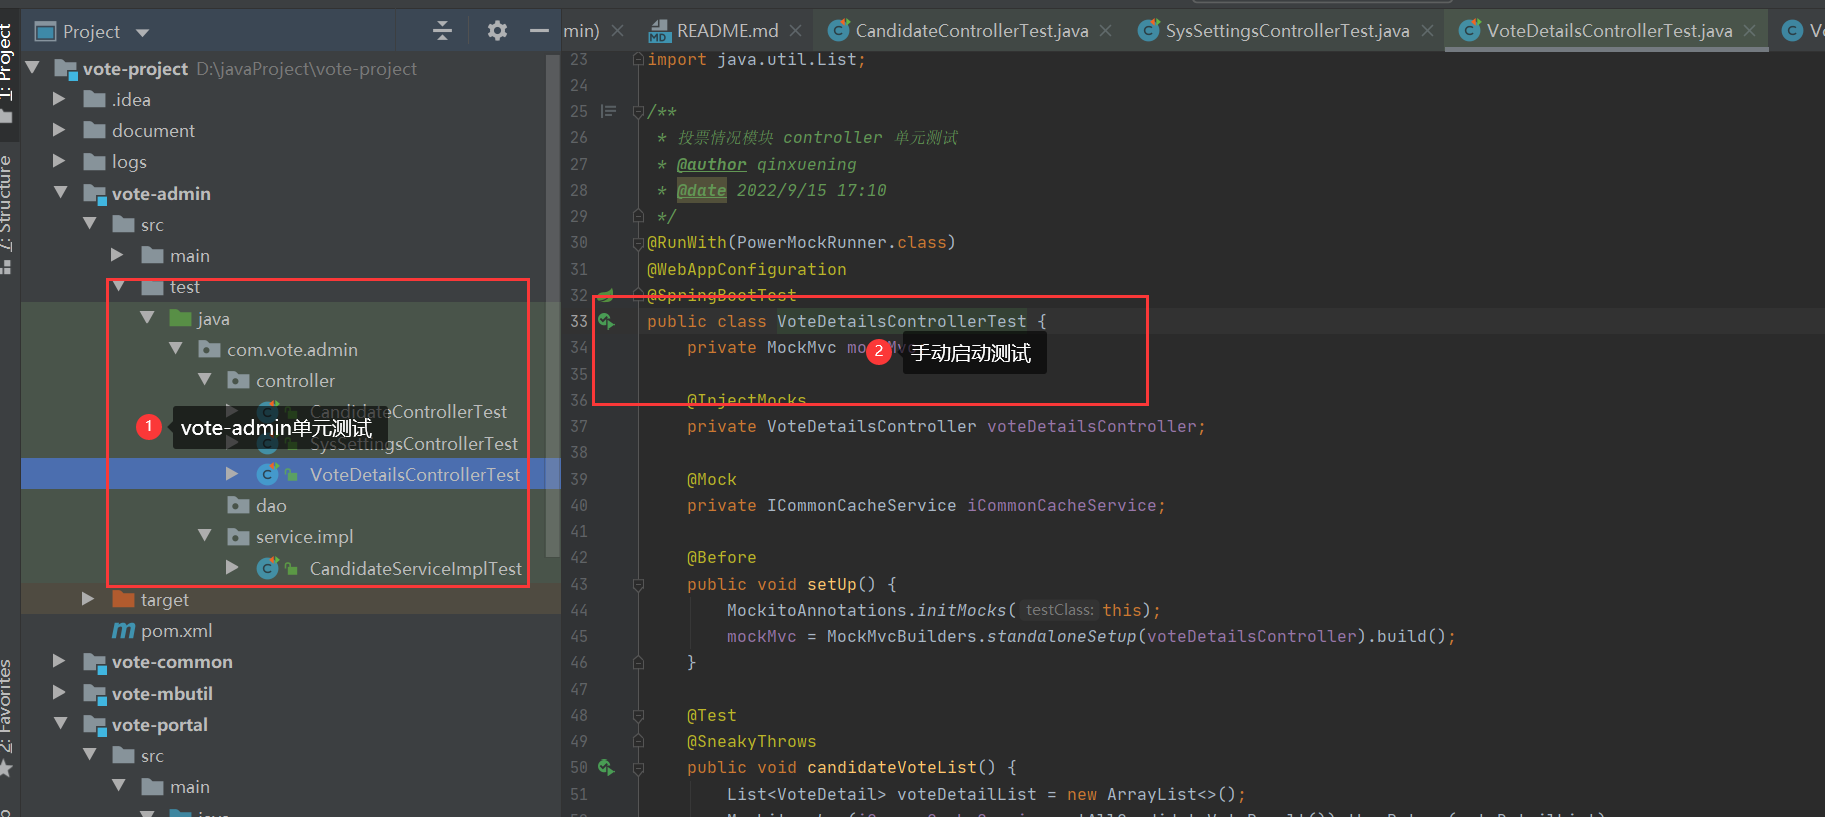 Project
min)
README.md
CandidateControllerTest.java
SysSettingsControllerTest.java
VoteDetailsControllerTest.java
1: Project
7: Structure
2: Favorites
vote-project D:\javaProject\vote-project
.idea
document
logs
vote-admin
src
main
test
java
com.vote.admin
controller
CandidateControllerTest
1
vote-admin单元测试
SysSettingsControllerTest
VoteDetailsControllerTest
dao
service.impl
CandidateServiceImplTest
target
pom.xml
vote-common
vote-mbutil
vote-portal
src
main
java
23 import java.util.List;
24
25 /**
26 * 投票情况模块 controller 单元测试
27 * @author qinxuening
28 * @date 2022/9/15 17:10
29 */
30 @RunWith(PowerMockRunner.class)
31 @WebAppConfiguration
32 @SpringBootTest
33 public class VoteDetailsControllerTest {
34 private MockMvc
2 手动启动测试
35
36 @InjectMocks
37 private VoteDetailsController voteDetailsController;
38
39 @Mock
40 private ICommonCacheService iCommonCacheService;
41
42 @Before
43 public void setUp() {
44 MockitoAnnotations.initMocks( testClass: this);
45 mockMvc = MockMvcBuilders.standaloneSetup(voteDetailsController).build();
46 }
47
48 @Test
49 @SneakyThrows
50 public void candidateVoteList() {
51 List<VoteDetail> voteDetailList = new ArrayList<>();